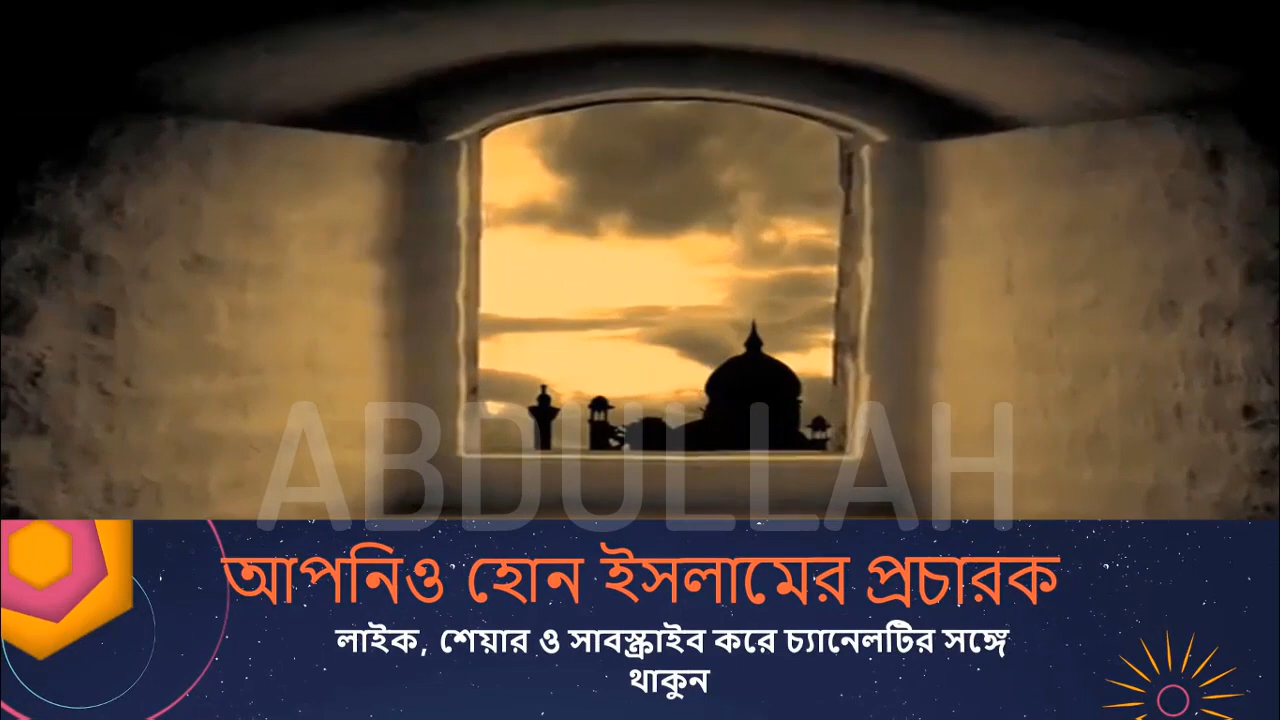 ABDULLAH
আপনিও হোন ইসলামের প্রচারক
লাইক, শেয়ার ও সাবস্ক্রাইব করে চ্যানেলটির সঙ্গে
থাকুন